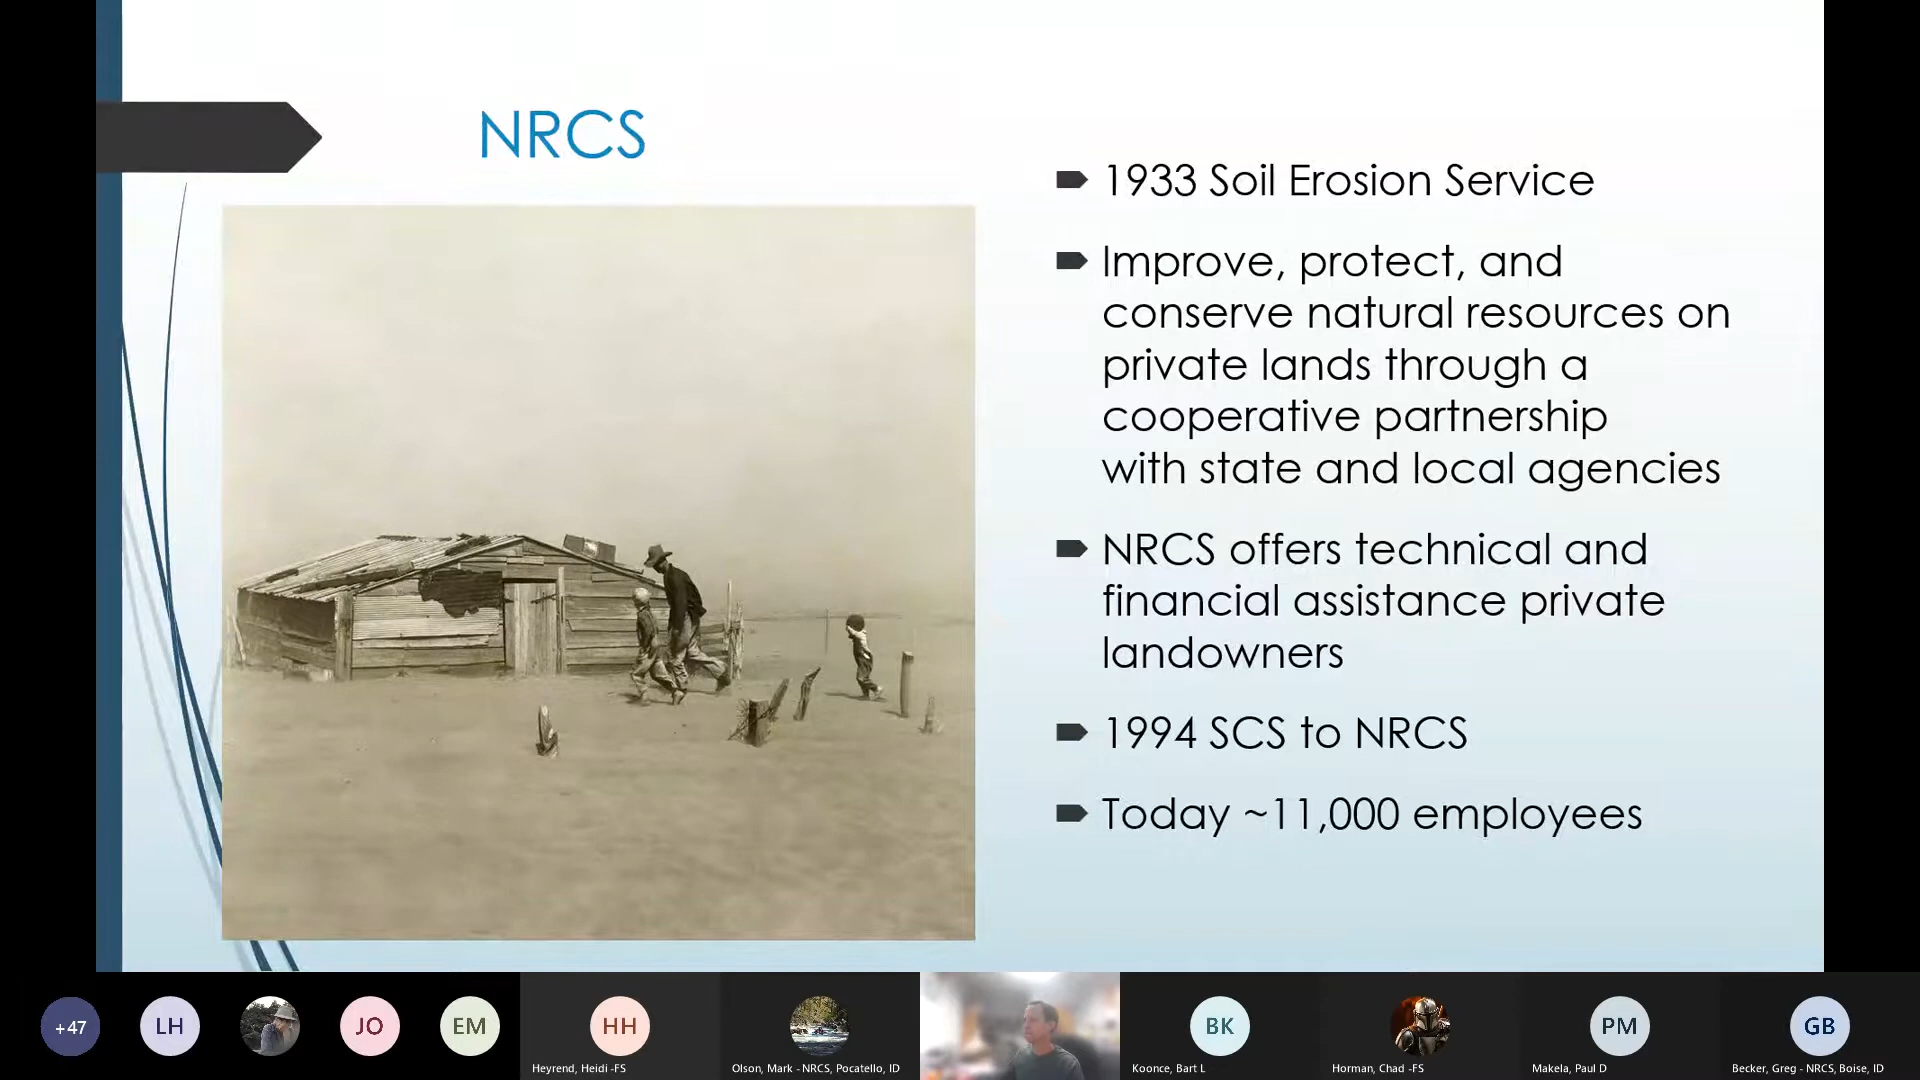 NRCS
1933 Soil Erosion Service
Improve, protect, and
conserve natural resources on
private lands through a
cooperative partnership
with state and local agencies
NRCS offers technical and
financial assistance private
landowners
1994 SCS to NRCS
Today ~11,000 employees
+47
LH
JO
EM
HH
BK
PM
GB
Heyrend, Heidi -FS
Olson, Mark - NRCS, Pocatello, ID
Koonce, Bart L
Horman, Chad -FS
Makela, Paul D
Becker, Greg - NRCS, Boise, ID